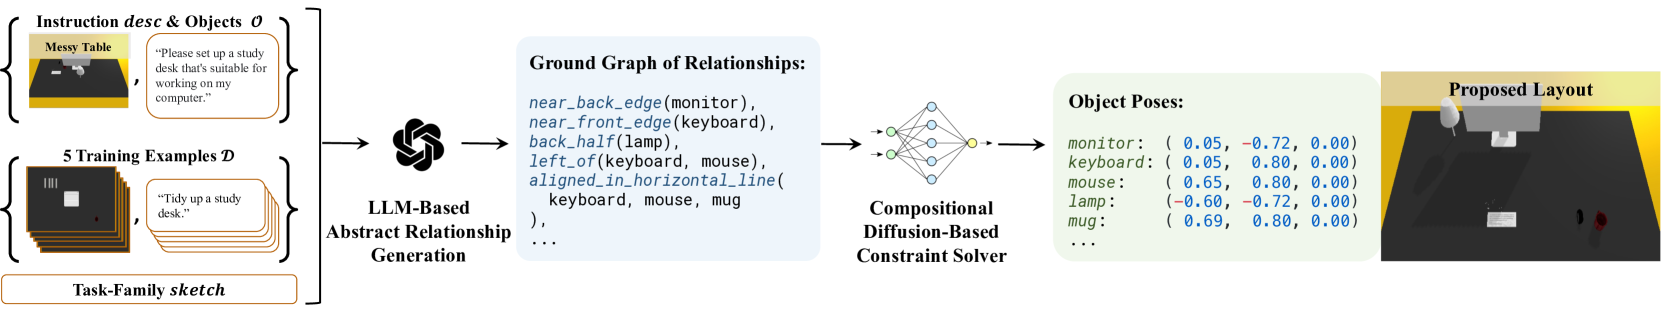 Instruction desc & Objects 𝒪
Messy Table
,
“Please set up a study
desk that's suitable for
working on my
computer.”
5 Training Examples 𝒟
,
“Tidy up a study
desk.”
Task-Family sketch
LLM-Based
Abstract Relationship
Generation
Ground Graph of Relationships:
near_back_edge(monitor),
near_front_edge(keyboard),
back_half(lamp),
left_of(keyboard, mouse),
aligned_in_horizontal_line(
keyboard, mouse, mug
),
...
Compositional
Diffusion-Based
Constraint Solver
Object Poses:
monitor: ( 0.05, −0.72, 0.00)
keyboard: ( 0.05, 0.80, 0.00)
mouse: ( 0.65, 0.80, 0.00)
lamp: (−0.60, −0.72, 0.00)
mug: ( 0.69, 0.80, 0.00)
...
Proposed Layout